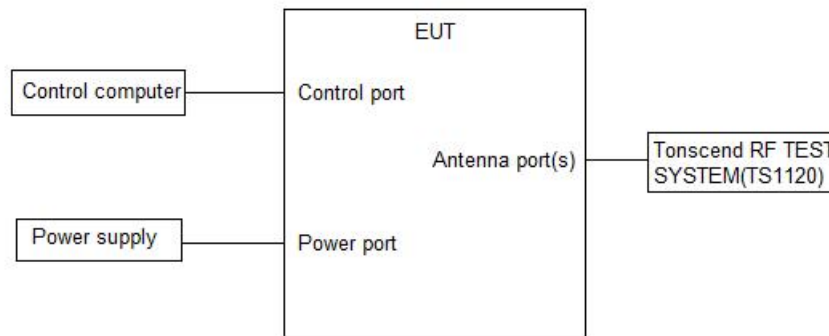 EUT
Control computer
Control port
Antenna port(s)
Tonscend RF TEST
SYSTEM(TS1120)
Power supply
Power port